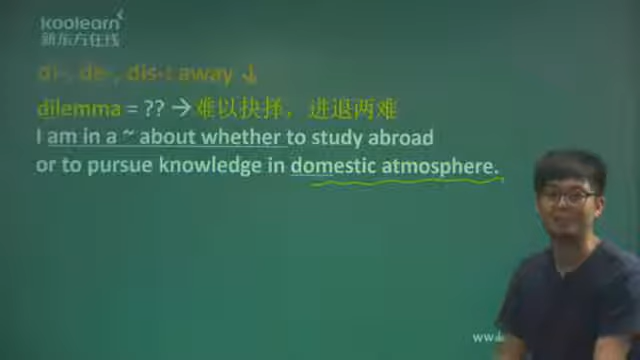 koolearn
新东方在线
di-, de-, dis-: away ↓
dilemma = ?? → 难以抉择，进退两难
I am in a ~ about whether to study abroad
or to pursue knowledge in domestic atmosphere.